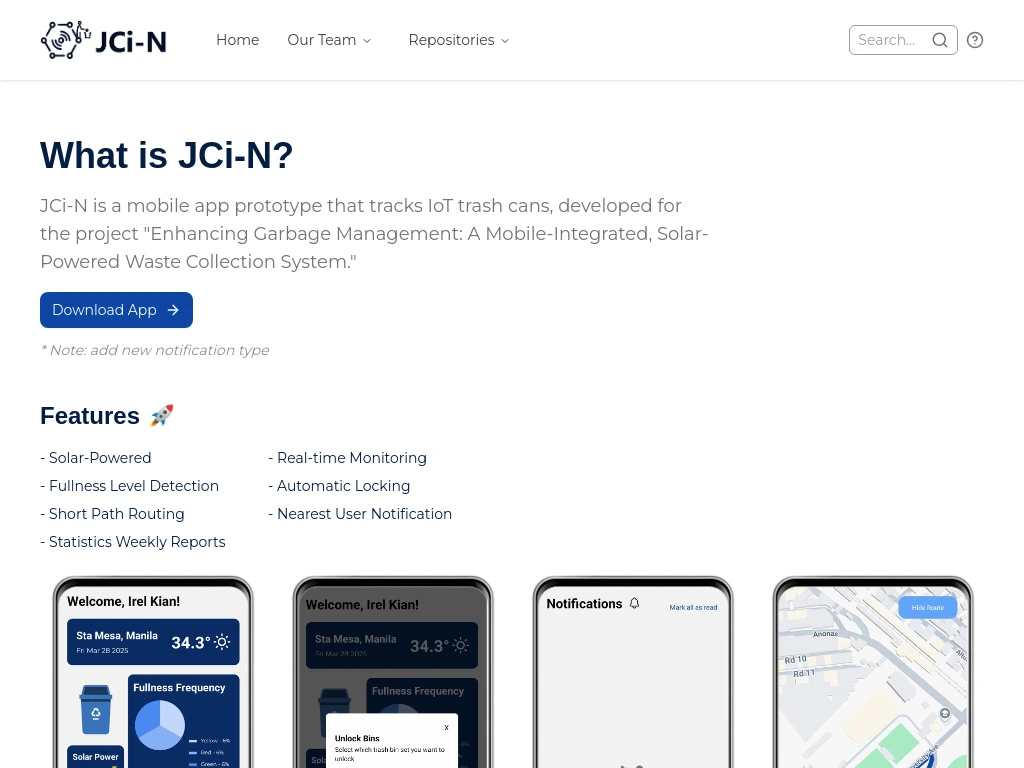 JCi-N
Home
Our Team
Repositories
Search...
What is JCi-N?
JCi-N is a mobile app prototype that tracks IoT trash cans, developed for
the project "Enhancing Garbage Management: A Mobile-Integrated, Solar-
Powered Waste Collection System."
Download App
* Note: add new notification type
Features 🚀
- Solar-Powered
- Real-time Monitoring
- Fullness Level Detection
- Automatic Locking
- Short Path Routing
- Nearest User Notification
- Statistics Weekly Reports
Welcome, Irel Kian!
Sta Mesa, Manila
34.3°
Fri Mar 28 2025
Fullness Frequency
Yellow - 6%
Red - 6%
Green - 6%
Solar Power
Welcome, Irel Kian!
Sta Mesa, Manila
34.3°
Fri Mar 28 2025
Fullness Frequency
x
Unlock Bins
Select which trash bin set you want to
unlock
Notifications
Mark all as read
Hide Route
Anonas
Rd 10
Rd 11